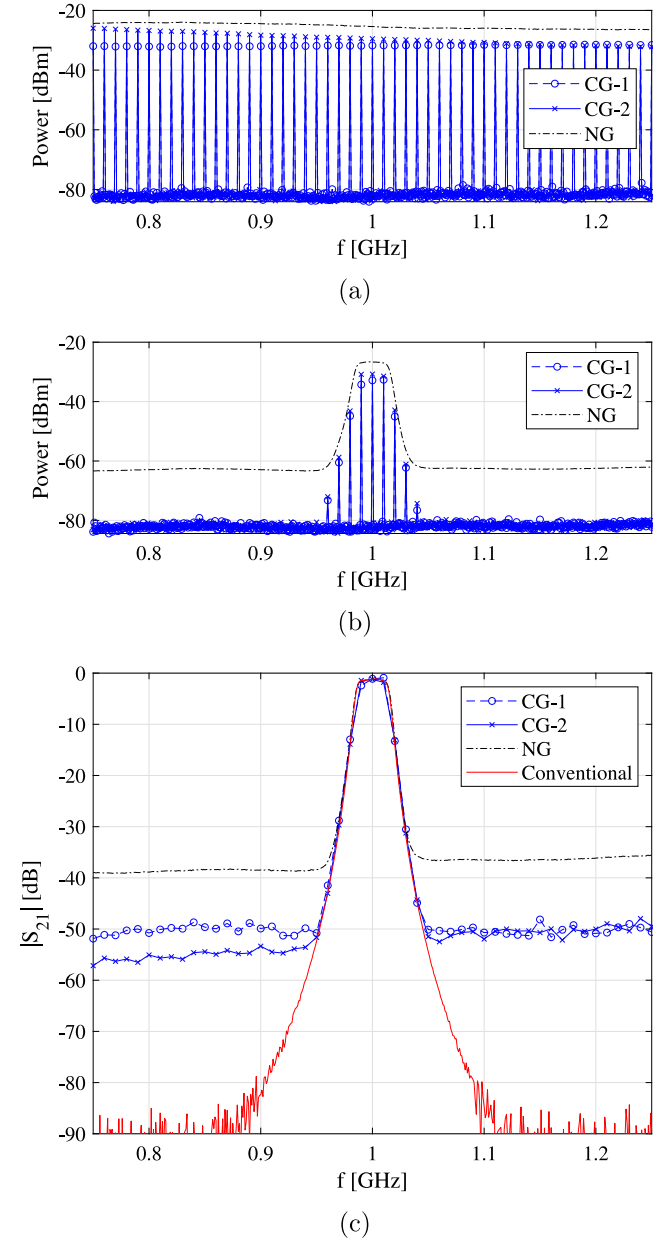 -20
-40
-60
-80
Power [dBm]
CG-1
CG-2
NG
0.8
0.9
1
1.1
1.2
f [GHz]
(a)
-20
-40
-60
-80
Power [dBm]
CG-1
CG-2
NG
0.8
0.9
1
1.1
1.2
f [GHz]
(b)
0
-10
-20
-30
-40
-50
-60
-70
-80
-90
|S21| [dB]
CG-1
CG-2
NG
Conventional
0.8
0.9
1
1.1
1.2
f [GHz]
(c)